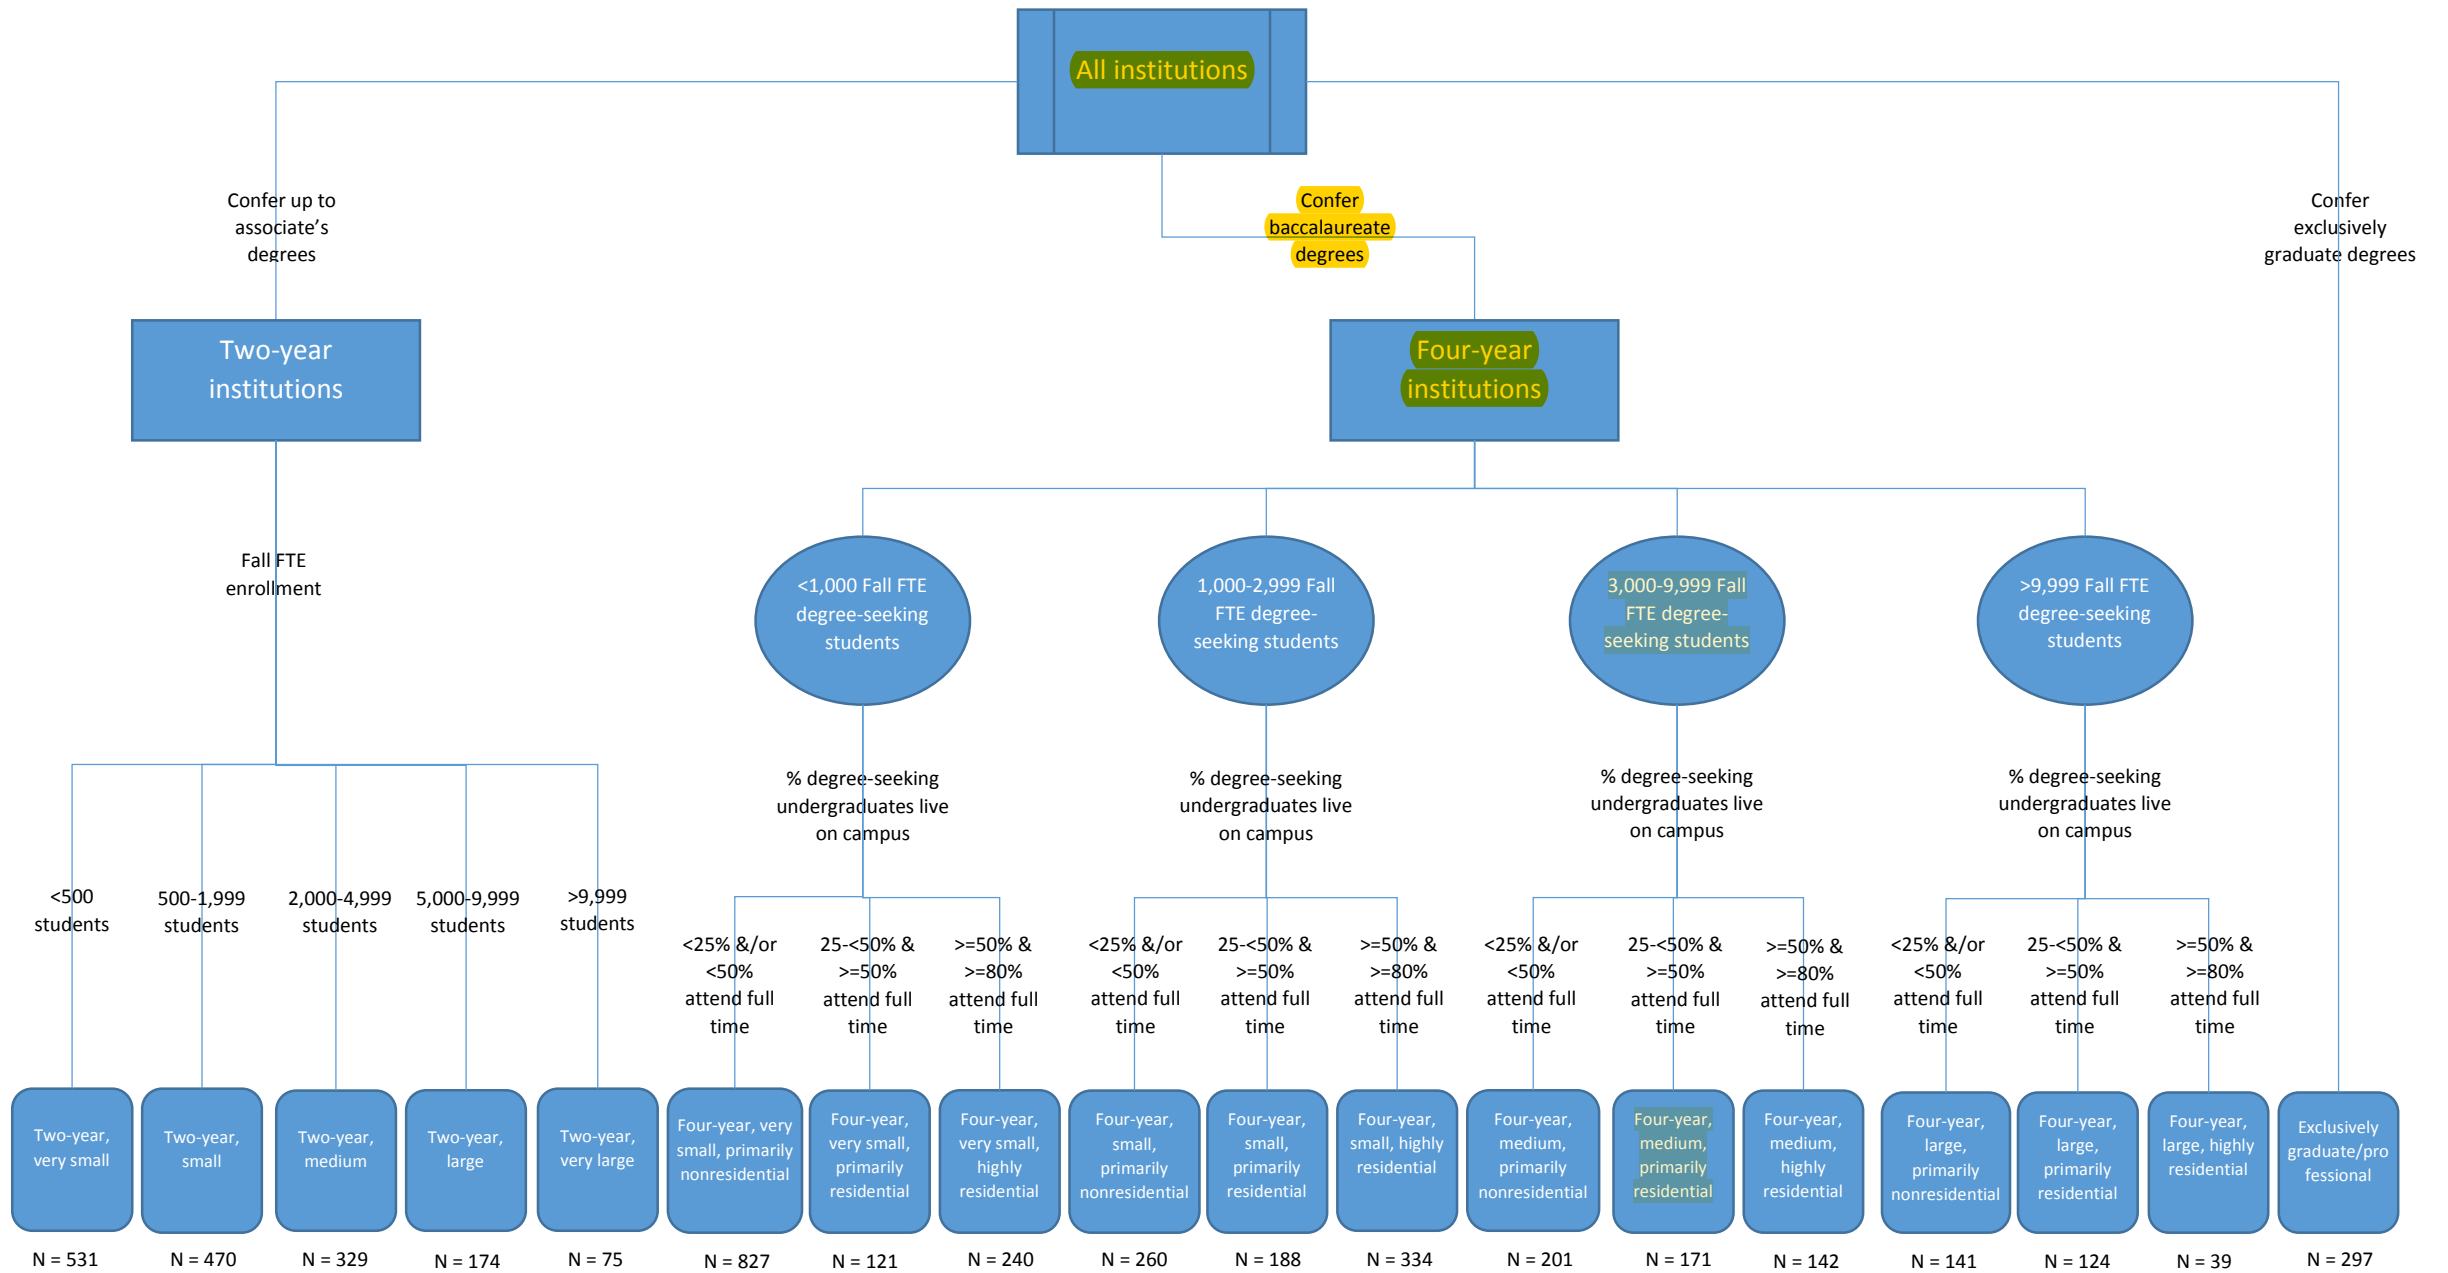 All institutions
Confer up to
associate's
degrees
Confer
baccalaureate
degrees
Confer
exclusively
graduate degrees
Two-year
institutions
Four-year
institutions
Fall FTE
enrollment
<1,000 Fall FTE
degree-seeking
students
1,000-2,999 Fall
FTE degree-
seeking students
3,000-9,999 Fall
FTE degree-
seeking students
>9,999 Fall FTE
degree-seeking
students
% degree-seeking
undergraduates live
on campus
% degree-seeking
undergraduates live
on campus
% degree-seeking
undergraduates live
on campus
% degree-seeking
undergraduates live
on campus
<500
students
500-1,999
students
2,000-4,999
students
5,000-9,999
students
>9,999
students
<25% &/or
<50%
attend full
time
25-<50% &
>=50%
attend full
time
>=50% &
>=80%
attend full
time
<25% &/or
<50%
attend full
time
25-<50% &
>=50%
attend full
time
>=50% &
>=80%
attend full
time
<25% &/or
<50%
attend full
time
25-<50% &
>=50%
attend full
time
>=50% &
>=80%
attend full
time
<25% &/or
<50%
attend full
time
25-<50% &
>=50%
attend full
time
>=50% &
>=80%
attend full
time
Two-year,
very small
Two-year,
small
Two-year,
medium
Two-year,
large
Two-year,
very large
Four-year, very
small, primarily
nonresidential
Four-year,
very small,
primarily
residential
Four-year,
very small,
highly
residential
Four-year,
small,
primarily
nonresidential
Four-year,
small,
primarily
residential
Four-year,
small, highly
residential
Four-year,
medium,
primarily
nonresidential
Four-year,
medium,
primarily
residential
Four-year,
medium,
highly
residential
Four-year,
large,
primarily
nonresidential
Four-year,
large,
primarily
residential
Four-year,
large, highly
residential
Exclusively
graduate/pro
fessional
N = 531
N = 470
N = 329
N = 174
N = 75
N = 827
N = 121
N = 240
N = 260
N = 188
N = 334
N = 201
N = 171
N = 142
N = 141
N = 124
N = 39
N = 297